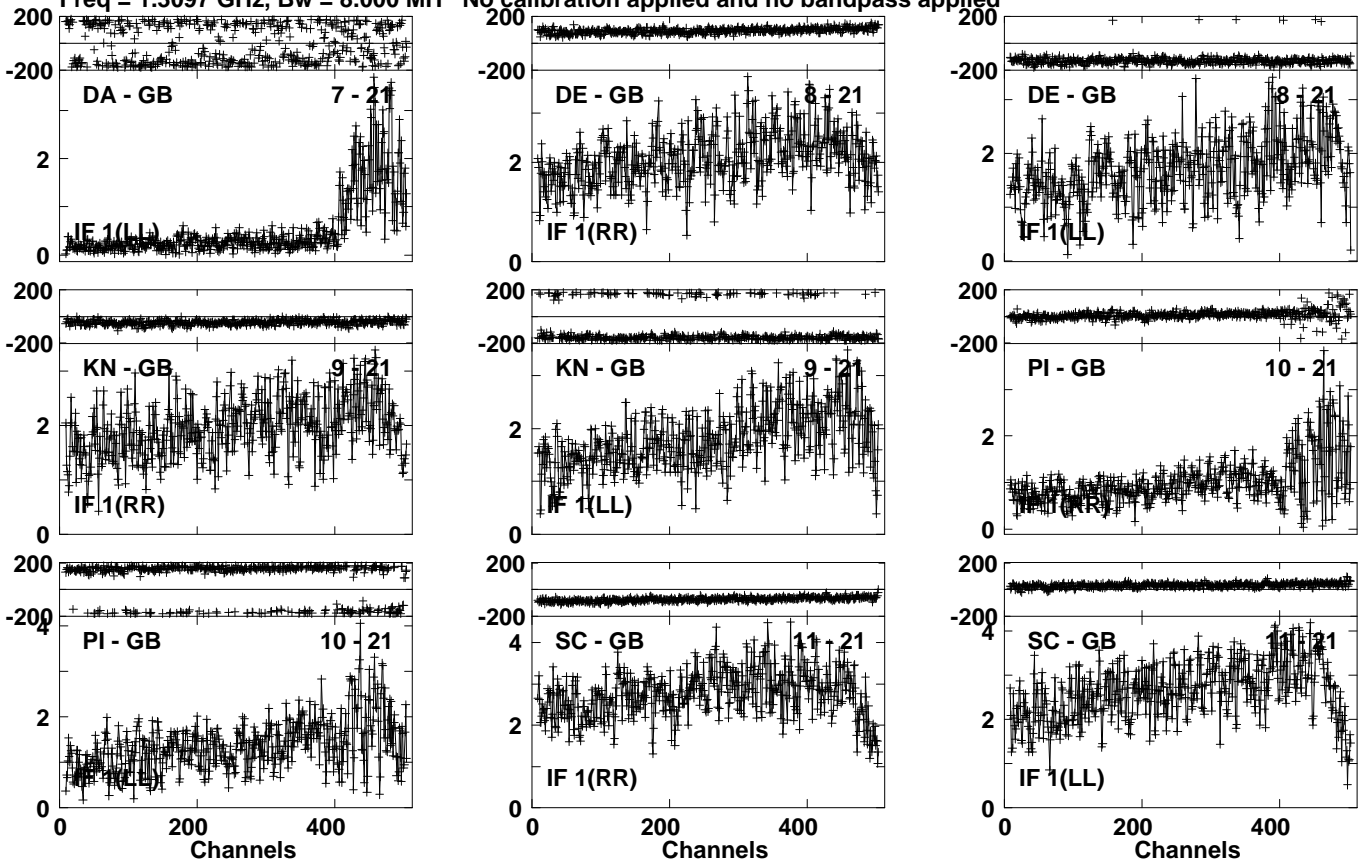 Freq = 1.3097 GHz, Bw = 8.000 MH No calibration applied and no bandpass applied
200
-200
DA - GB 7 - 21
2
IF 1(LL)
0
200
-200
DE - GB 8 - 21
2
IF 1(RR)
0
200
-200
DE - GB 8 - 21
2
IF 1(LL)
0
200
-200
KN - GB 9 - 21
2
IF 1(RR)
0
200
-200
KN - GB 9 - 21
2
IF 1(LL)
0
200
-200
PI - GB 10 - 21
2
IF 1(RR)
0
200
-200
4
PI - GB 10 - 21
2
IF 1(LL)
0
0 200 400
Channels
200
-200
4
SC - GB 11 - 21
2
IF 1(RR)
0
0 200 400
Channels
200
-200
4
SC - GB 11 - 21
2
IF 1(LL)
0
0 200 400
Channels